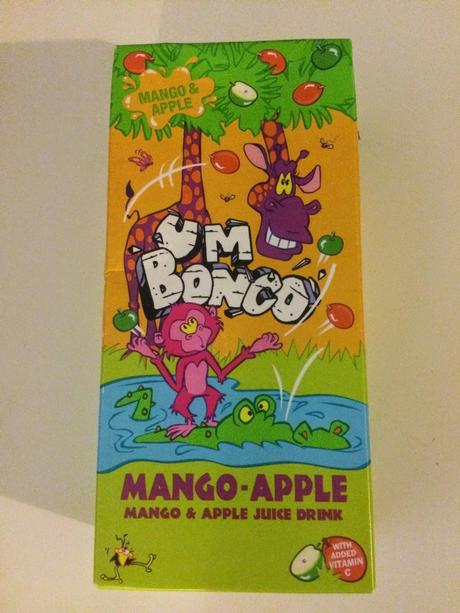 MANGO &
APPLE
UM
BONGO
MANGO-APPLE
MANGO & APPLE JUICE DRINK
WITH
ADDED
VITAMIN
C